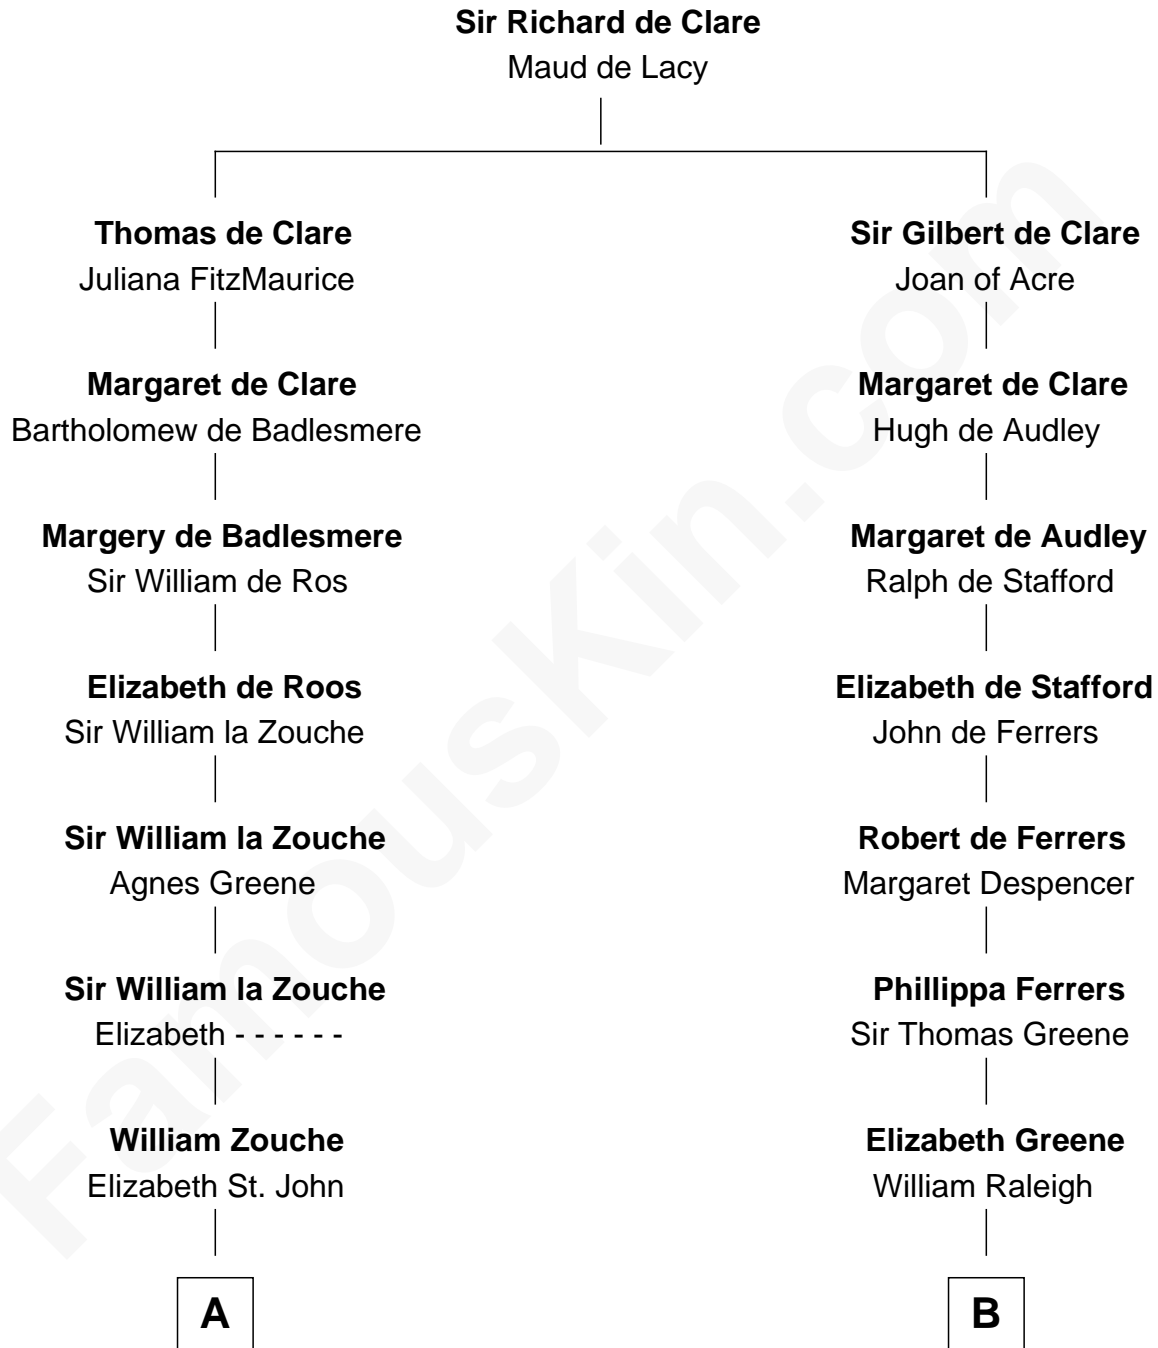 Sir Richard de Clare
Maud de Lacy
Thomas de Clare
Juliana FitzMaurice
Margaret de Clare
Bartholomew de Badlesmere
Margery de Badlesmere
Sir William de Ros
Elizabeth de Roos
Sir William la Zouche
Sir William la Zouche
Agnes Greene
Sir William la Zouche
Elizabeth - - - - - -
William Zouche
Elizabeth St. John
A
Sir Gilbert de Clare
Joan of Acre
Margaret de Clare
Hugh de Audley
Margaret de Audley
Ralph de Stafford
Elizabeth de Stafford
John de Ferrers
Robert de Ferrers
Margaret Despencer
Phillippa Ferrers
Sir Thomas Greene
Elizabeth Greene
William Raleigh
B
FamousKin.com